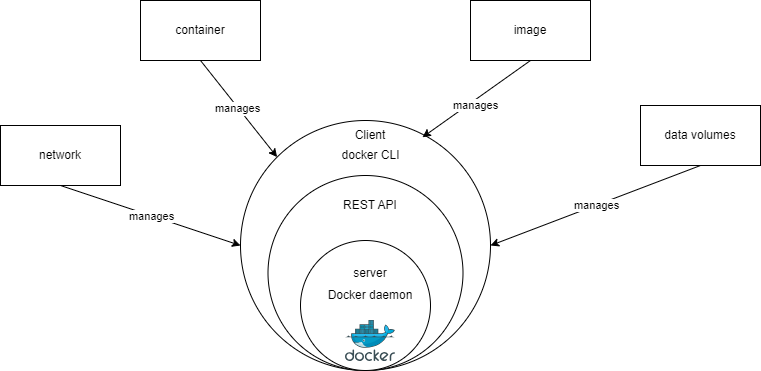 container
image
manages
manages
Client
docker CLI
data volumes
network
REST API
manages
manages
server
Docker daemon
docker